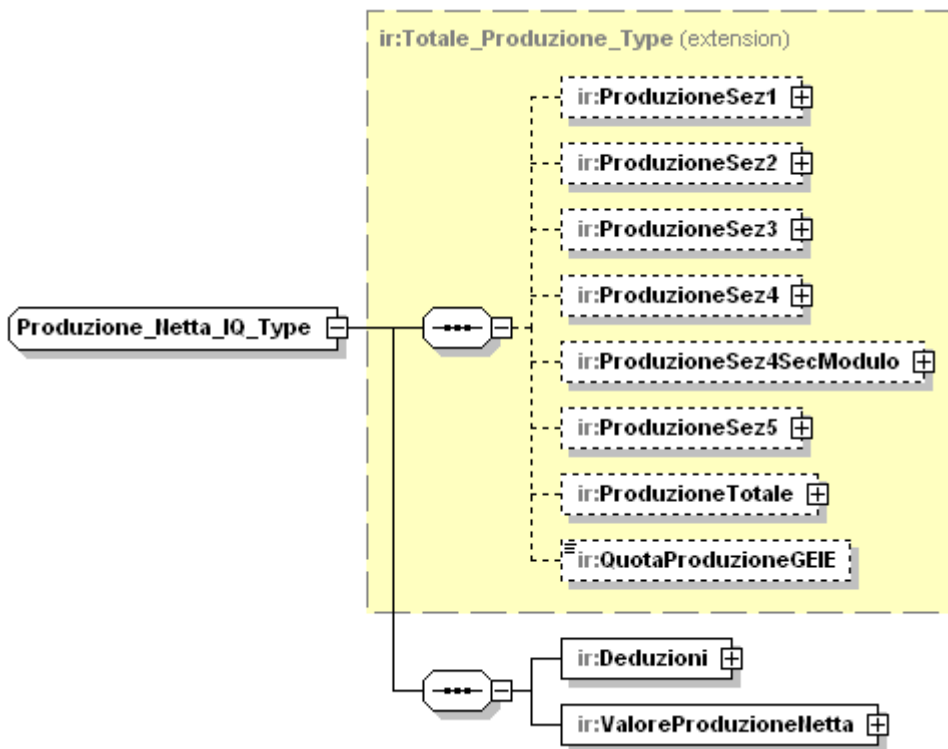 ir:Totale_Produzione_Type (extension)
ir:ProduzioneSez1
ir:ProduzioneSez2
ir:ProduzioneSez3
ir:ProduzioneSez4
Produzione_Netta_IQ_Type
ir:ProduzioneSez4SecModulo
ir:ProduzioneSez5
ir:ProduzioneTotale
ir:QuotaProduzioneGEIE
ir:Deduzioni
ir:ValoreProduzioneNetta